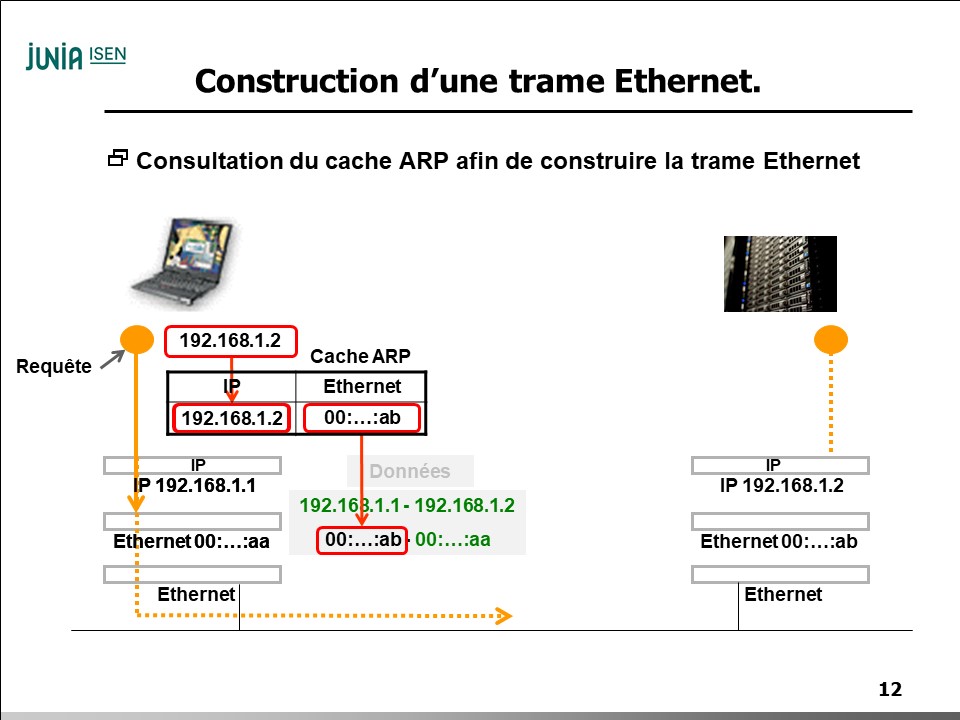 JUNIA ISEN
Construction d’une trame Ethernet.
Consultation du cache ARP afin de construire la trame Ethernet
192.168.1.2
Requête
Cache ARP
IP Ethernet
192.168.1.2 00:…:ab
Données
192.168.1.1 - 192.168.1.2
00:…:ab - 00:…:aa
IP
IP 192.168.1.1
Ethernet 00:…:aa
Ethernet
IP
IP 192.168.1.2
Ethernet 00:…:ab
Ethernet
12